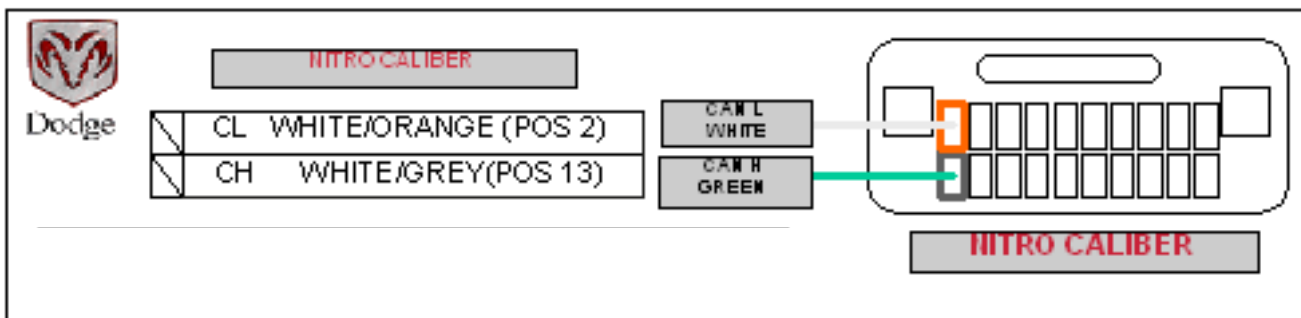 NITRO CALIBER
Dodge
CL WHITE/ORANGE (POS 2)
CH WHITE/GREY(POS 13)
CAN L
WHITE
CAN H
GREEN
NITRO CALIBER